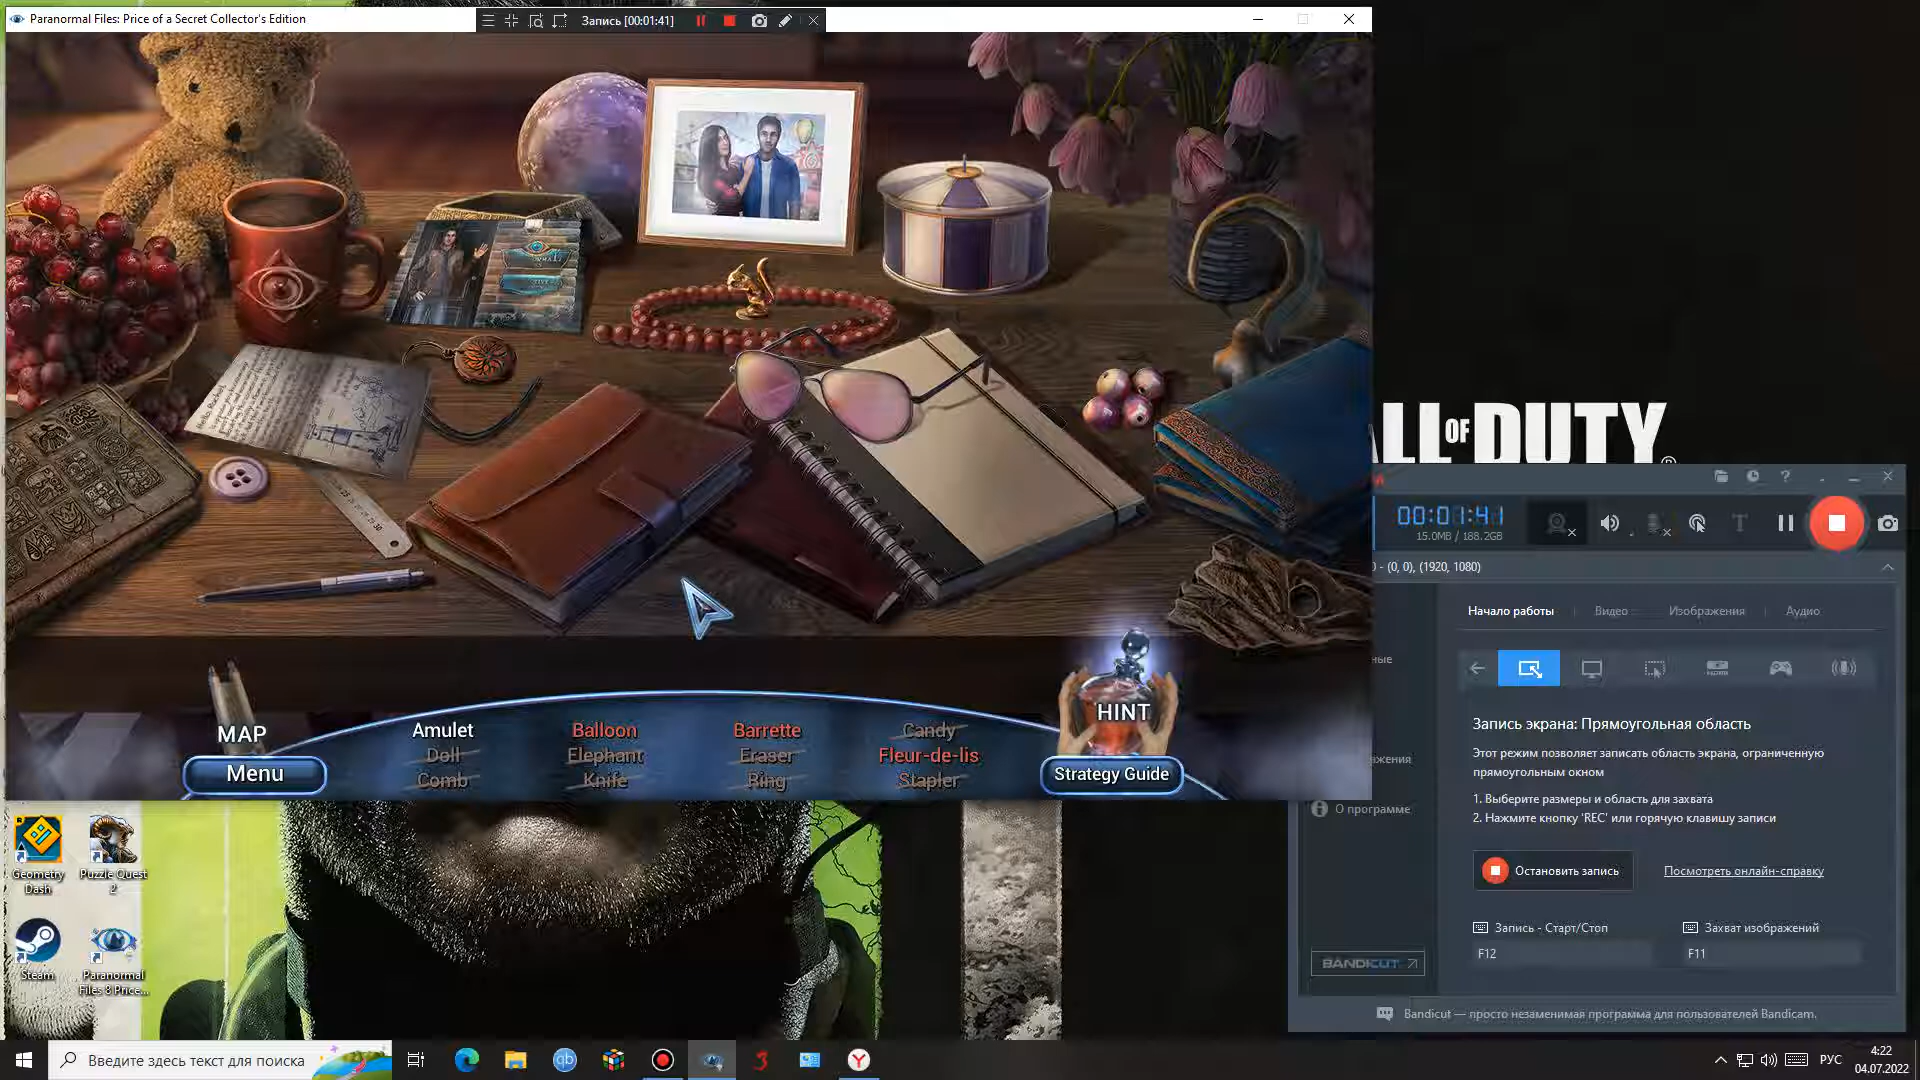 Paranormal Files: Price of a Secret Collector's Edition
Запись [00:01:41]
MAP
Menu
Amulet
Balloon
Barrette
Candy
Doll
Elephant
Eraser
Fleur-de-lis
Comb
Knife
Ring
Stapler
HINT
Strategy Guide
ALL OF DUTY®
00:01:41
15.0MB / 188.2GB
- (0, 0), (1920, 1080)
Начало работы
Видео
Изображения
Аудио
ные
HDMI
Запись экрана: Прямоугольная область
Этот режим позволяет записать область экрана, ограниченную
прямоугольным окном
1. Выберите размеры и область для захвата
2. Нажмите кнопку 'REC' или горячую клавишу записи
жения
О программе
Остановить запись
Посмотреть онлайн-справку
Запись - Старт/Стоп
Захват изображений
F12
F11
BANDICUT
Bandicut — просто незаменимая программа для пользователей Bandicam.
Geometry
Dash
Puzzle Quest
2
Steam
Paranormal
Files 8 Price...
Введите здесь текст для поиска
qb
3
РУС
4:22
04.07.2022